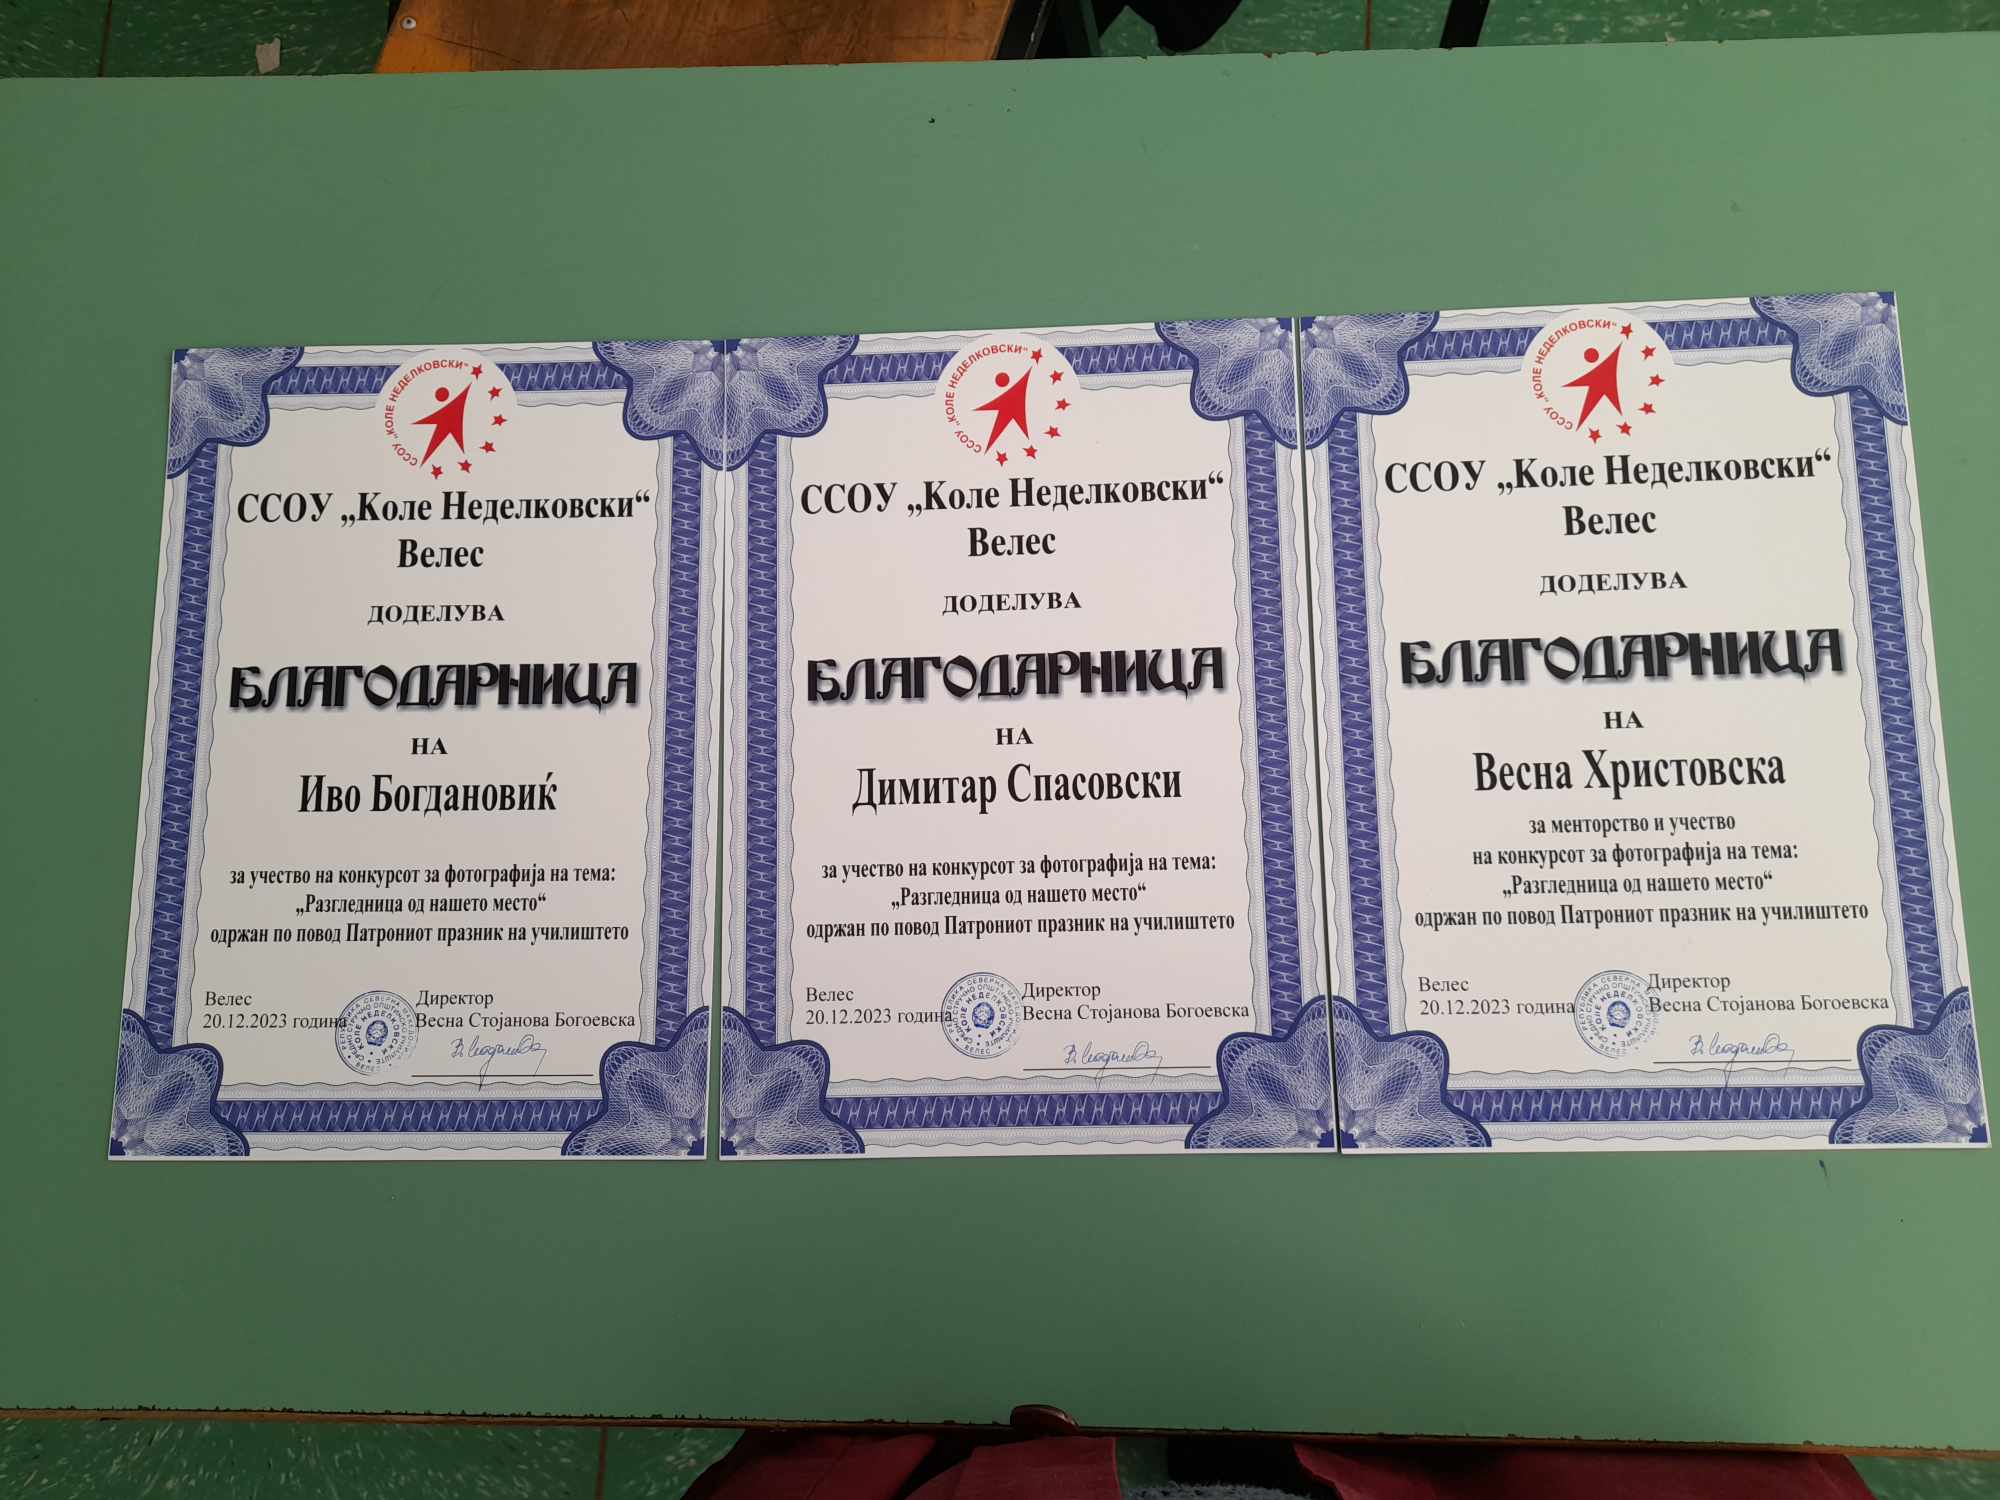 ССОУ „КОЛЕ НЕДЕЛКОВСКИ“
ССОУ „Коле Неделковски“
Велес
ДОДЕЛУВА
БЛАГОДАРНИЦА
НА
Иво Богдановиќ
за учество на конкурсот за фотографија на тема:
„Разгледница од нашето место“
одржан по повод Патрониот празник на училиштето
Велес
20.12.2023 година
Директор
Весна Стојанова Богоевска
ССОУ „КОЛЕ НЕДЕЛКОВСКИ“
ССОУ „Коле Неделковски“
Велес
ДОДЕЛУВА
БЛАГОДАРНИЦА
НА
Димитар Спасовски
за учество на конкурсот за фотографија на тема:
„Разгледница од нашето место“
одржан по повод Патрониот празник на училиштето
Велес
20.12.2023 година
Директор
Весна Стојанова Богоевска
ССОУ „КОЛЕ НЕДЕЛКОВСКИ“
ССОУ „Коле Неделковски“
Велес
ДОДЕЛУВА
БЛАГОДАРНИЦА
НА
Весна Христовска
за менторство и учество
на конкурсот за фотографија на тема:
„Разгледница од нашето место“
одржан по повод Патрониот празник на училиштето
Велес
20.12.2023 година
Директор
Весна Стојанова Богоевска